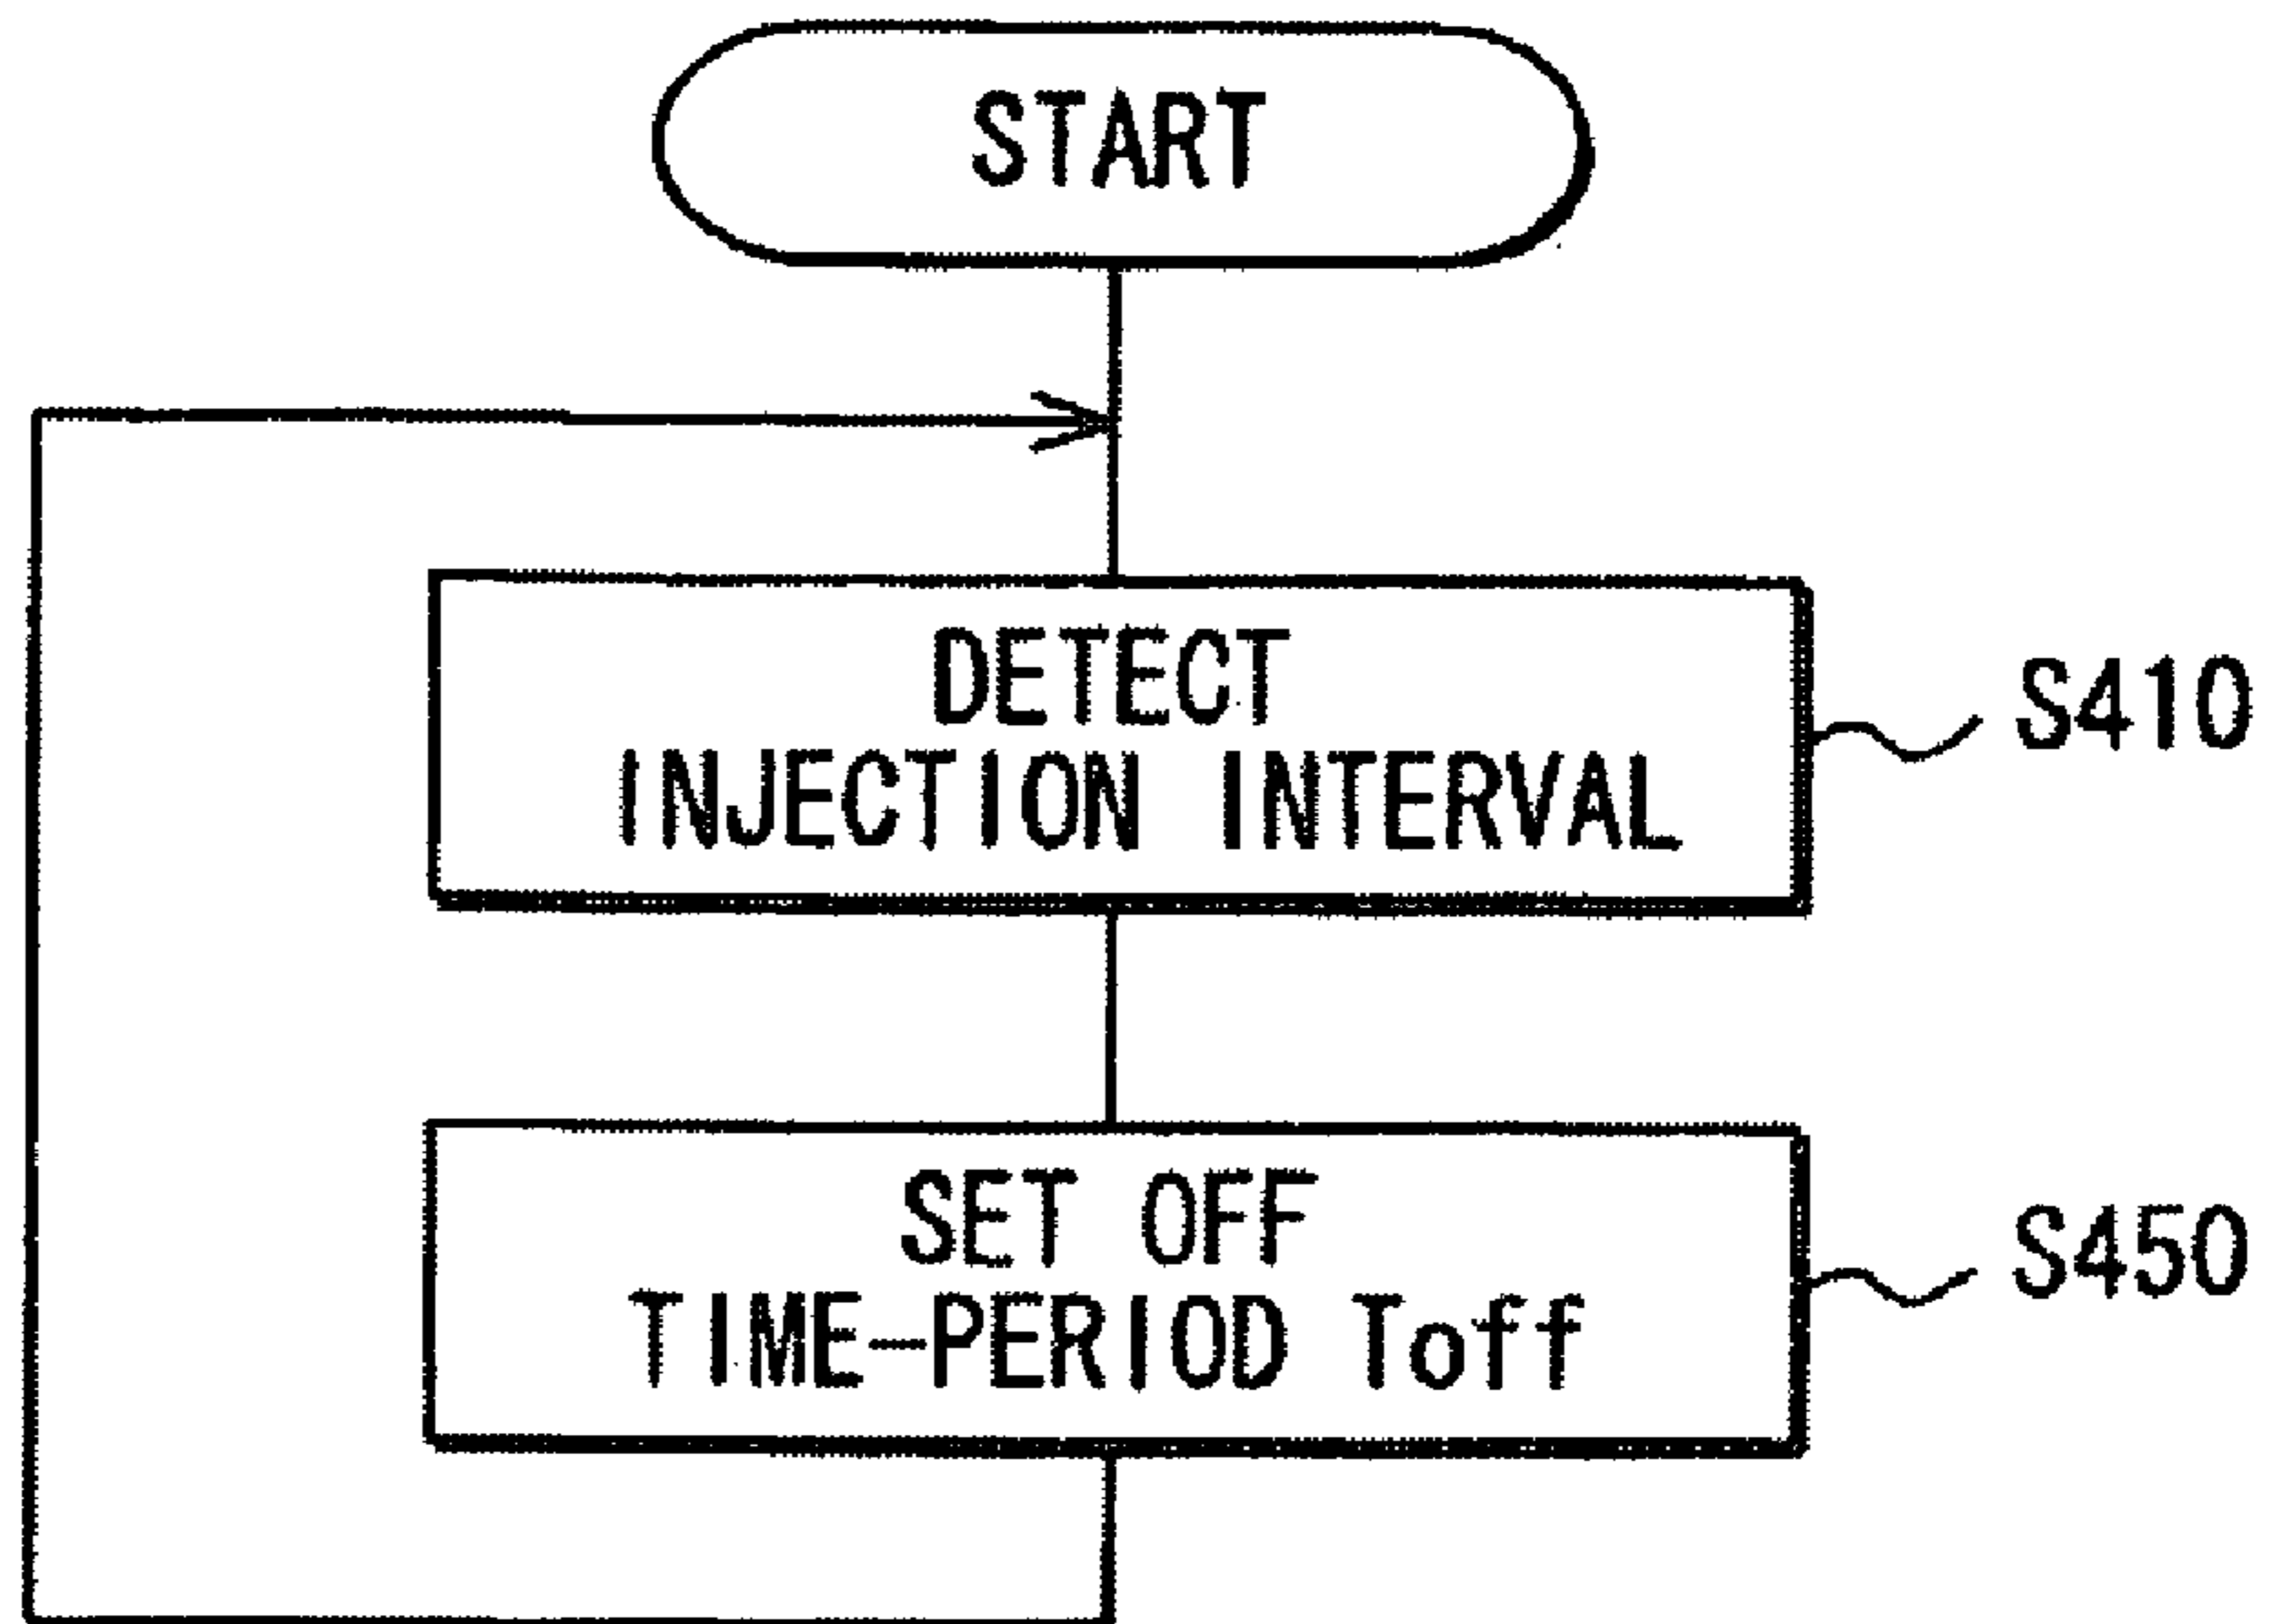 START
DETECT
INJECTION INTERVAL
S410
SET OFF
TIME-PERIOD Toff
S450